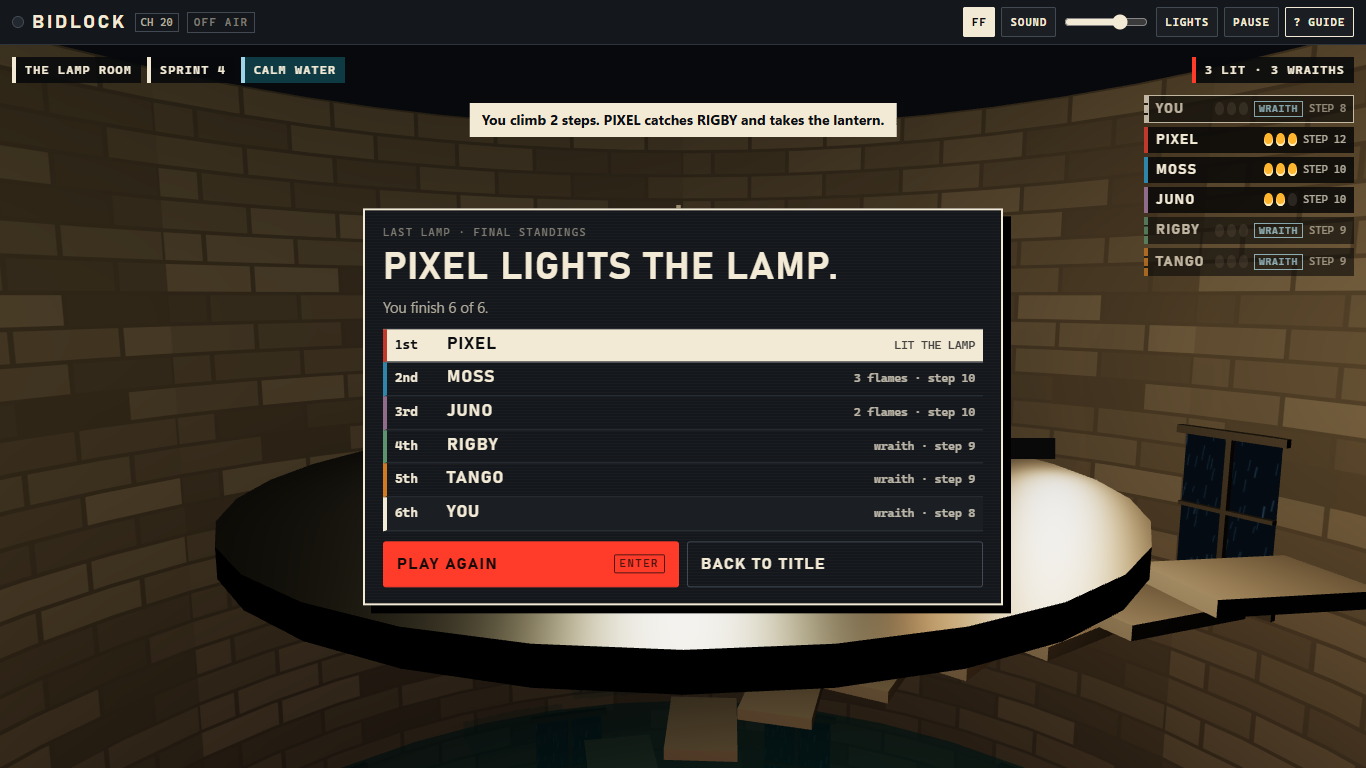 BIDLOCK CH 20 OFF AIR FF SOUND LIGHTS PAUSE ? GUIDE
THE LAMP ROOM SPRINT 4 CALM WATER 3 LIT · 3 WRAITHS
YOU WRAITH STEP 8
You climb 2 steps. PIXEL catches RIGBY and takes the lantern.
PIXEL STEP 12
MOSS STEP 10
JUNO STEP 10
RIGBY WRAITH STEP 9
TANGO WRAITH STEP 9
LAST LAMP · FINAL STANDINGS
PIXEL LIGHTS THE LAMP.
You finish 6 of 6.
1st PIXEL LIT THE LAMP
2nd MOSS 3 flames · step 10
3rd JUNO 2 flames · step 10
4th RIGBY wraith · step 9
5th TANGO wraith · step 9
6th YOU wraith · step 8
PLAY AGAIN ENTER BACK TO TITLE